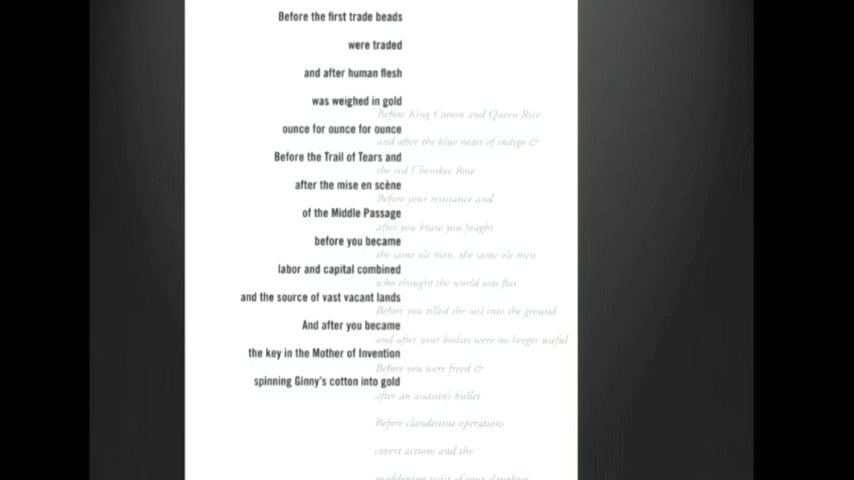 Before the first trade beads
were traded
and after human flesh
was weighed in gold
ounce for ounce for ounce
Before the Trail of Tears and
after the mise en scène
of the Middle Passage
before you became
labor and capital combined
and the source of vast vacant lands
And after you became
the key in the Mother of Invention
spinning Ginny's cotton into gold
Before King Cotton and Queen Rice
and after the blue notes of indigo &
the red Cherokee Rose
Before your resistance and
after you knew you fought
the same ole men, the same ole men
who thought the world was flat
Before you tilled the soil into the ground
and after your bodies were no longer useful
Before you were freed &
after an assassin's bullet
Before clandestine operations
covert actions and the
maddening twist of